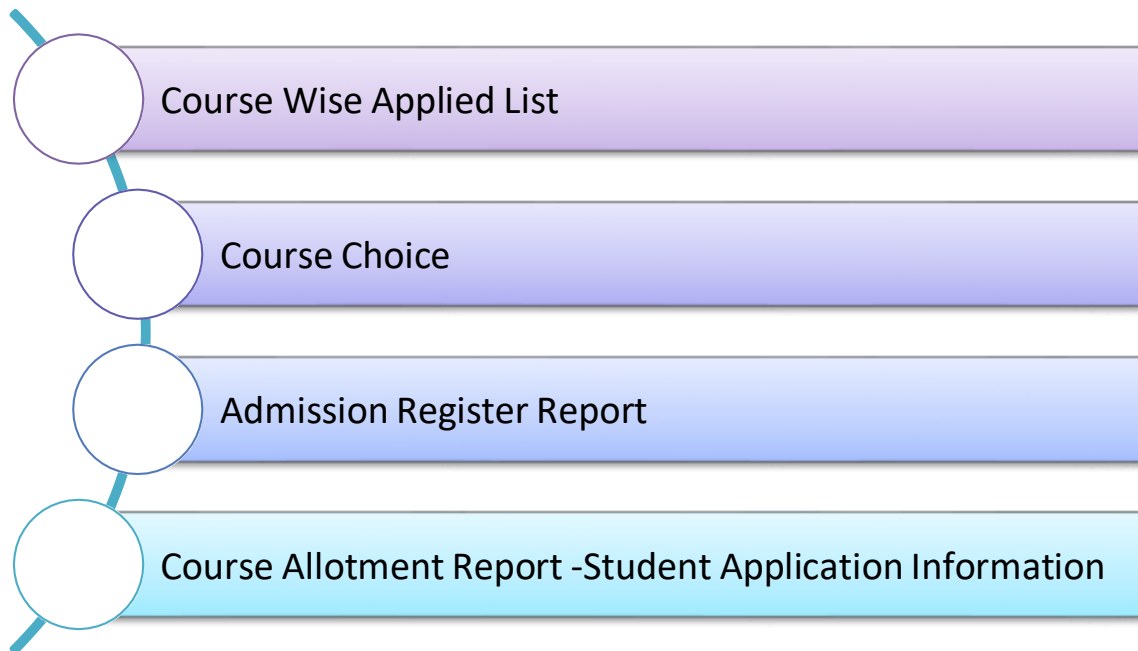 Course Wise Applied List
Course Choice
Admission Register Report
Course Allotment Report -Student Application Information